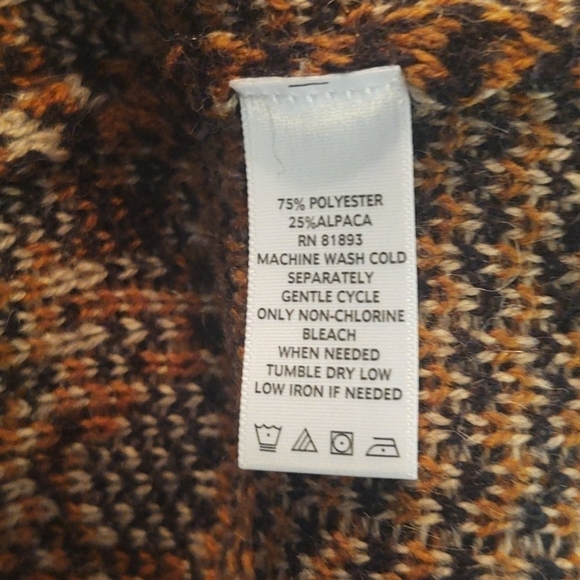 75% POLYESTER
25%ALPACA
RN 81893
MACHINE WASH COLD
SEPARATELY
GENTLE CYCLE
ONLY NON-CHLORINE
BLEACH
WHEN NEEDED
TUMBLE DRY LOW
LOW IRON IF NEEDED